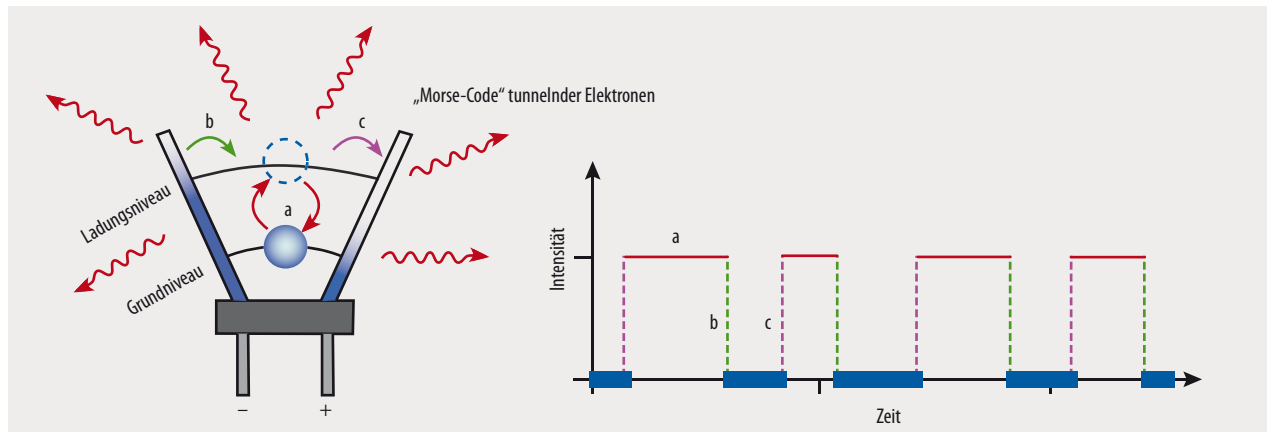 „Morse-Code“ tunnelnder Elektronen
b
c
a
Ladungsniveau
Grundniveau
–
+
Intensität
a
b
c
Zeit